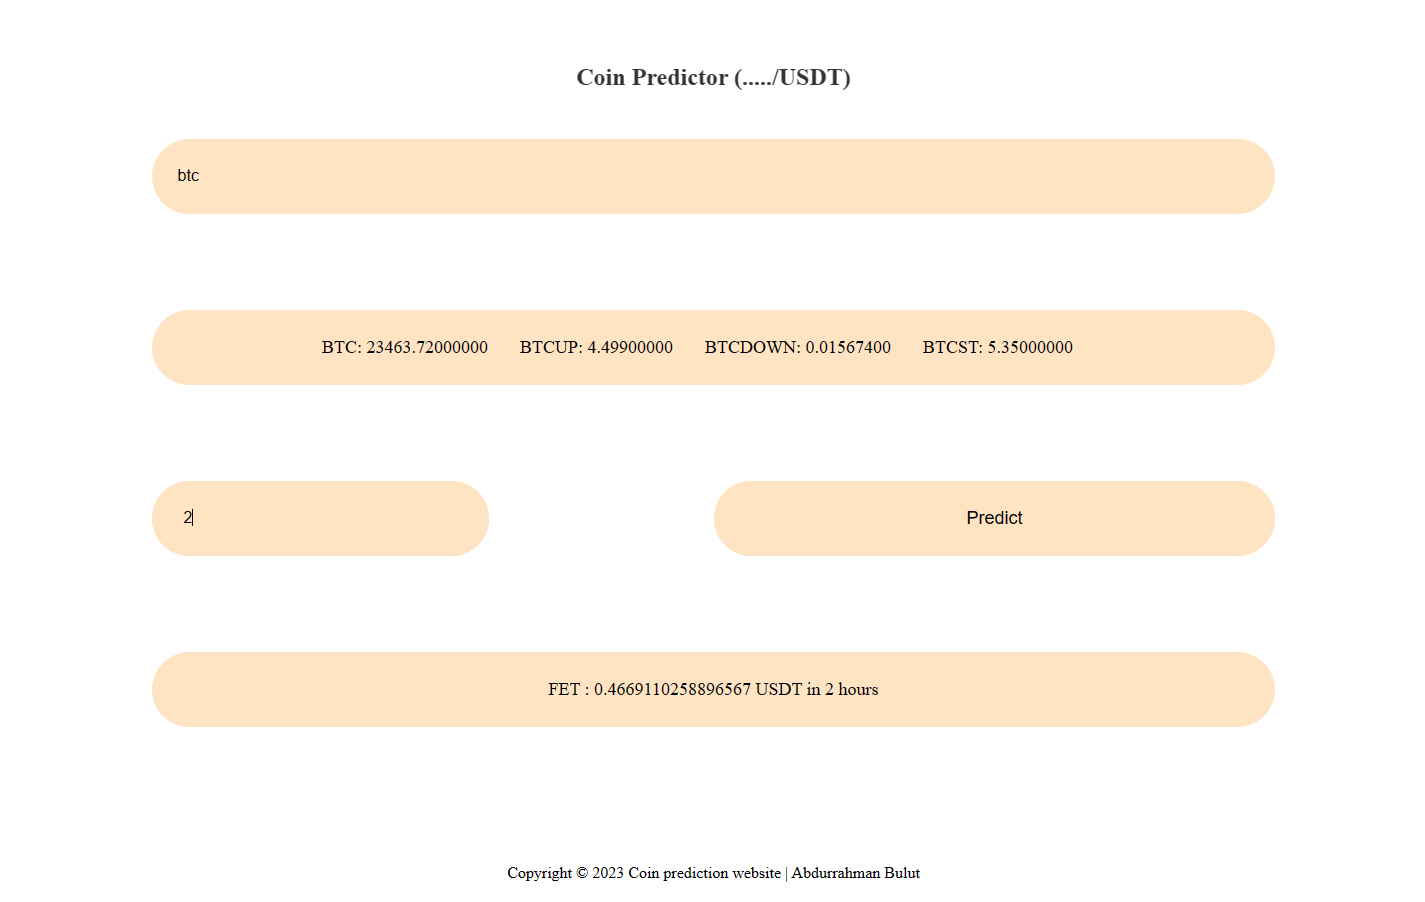 Coin Predictor (...../USDT)
btc
BTC: 23463.72000000 BTCUP: 4.49900000 BTCDOWN: 0.01567400 BTCST: 5.35000000
2
Predict
FET : 0.4669110258896567 USDT in 2 hours
Copyright © 2023 Coin prediction website | Abdurrahman Bulut